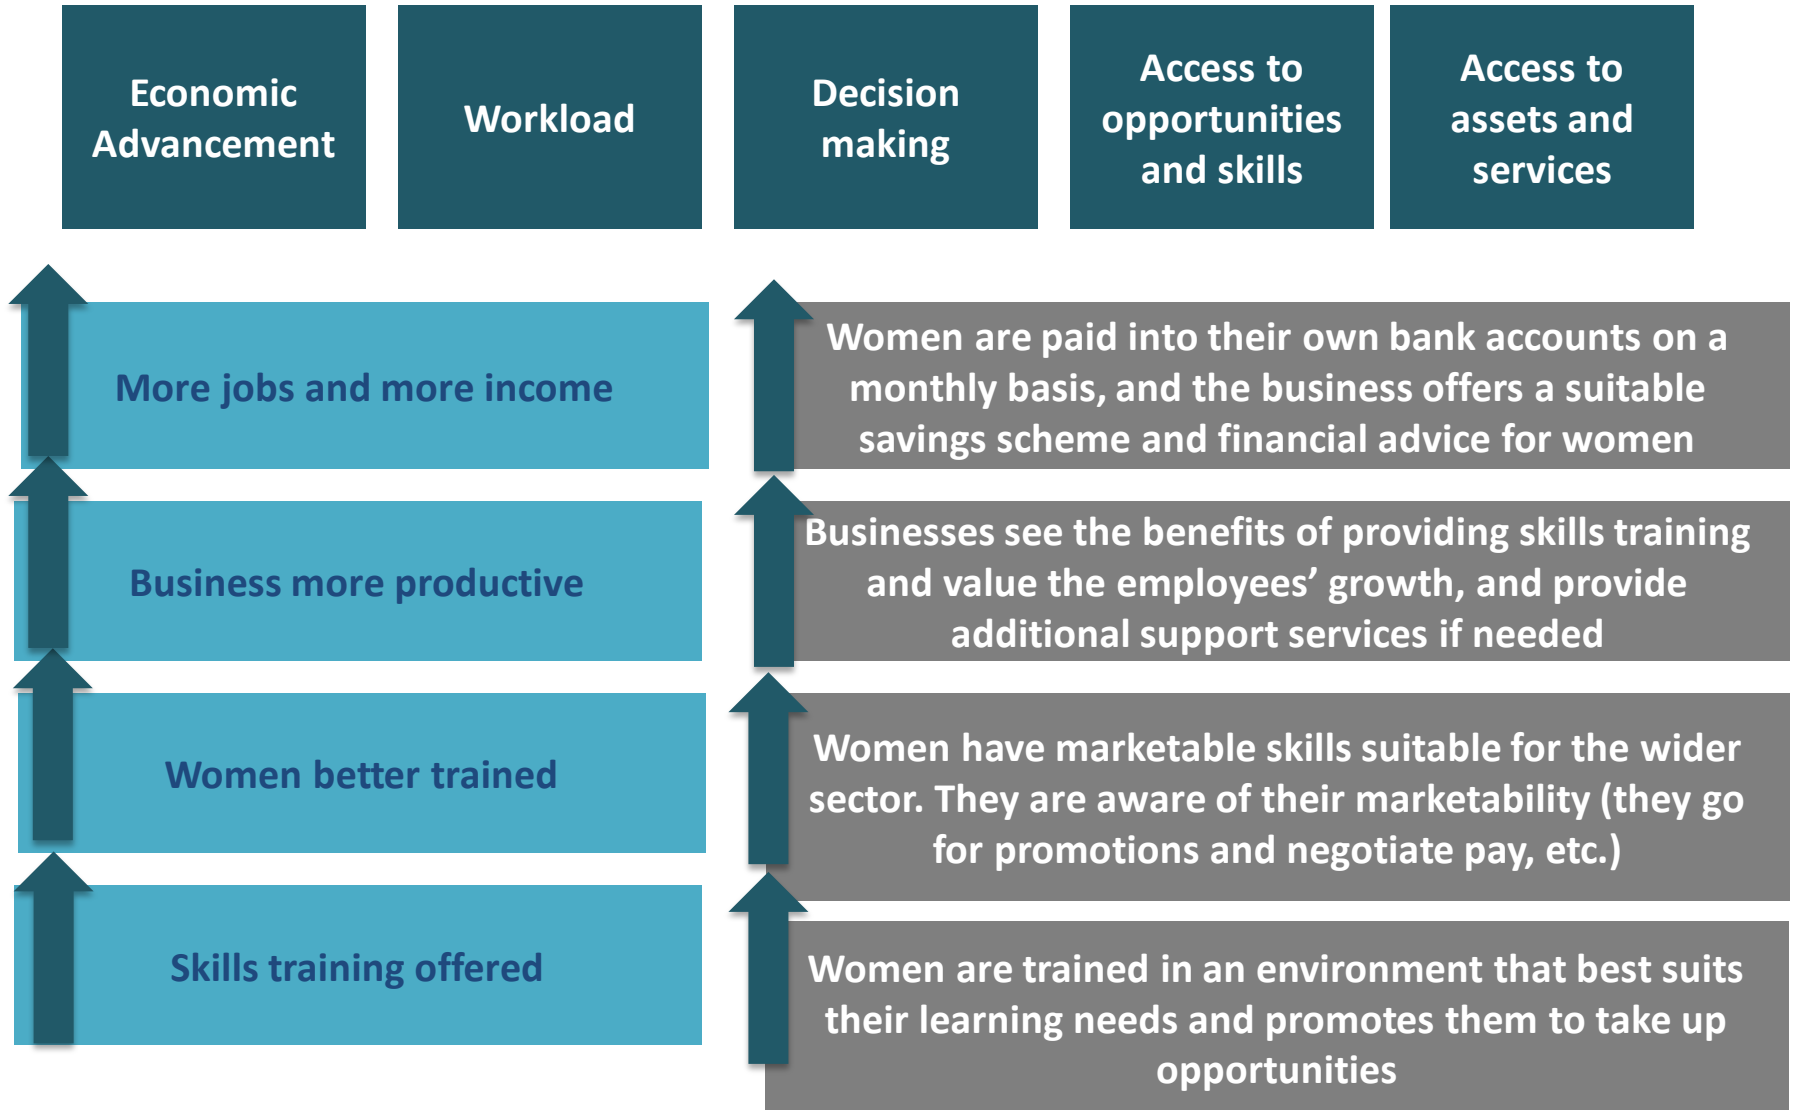 Economic
Advancement
Workload
Decision
making
Access to
opportunities
and skills
Access to
assets and
services
More jobs and more income
Women are paid into their own bank accounts on a
monthly basis, and the business offers a suitable
savings scheme and financial advice for women
Business more productive
Businesses see the benefits of providing skills training
and value the employees’ growth, and provide
additional support services if needed
Women better trained
Women have marketable skills suitable for the wider
sector. They are aware of their marketability (they go
for promotions and negotiate pay, etc.)
Skills training offered
Women are trained in an environment that best suits
their learning needs and promotes them to take up
opportunities